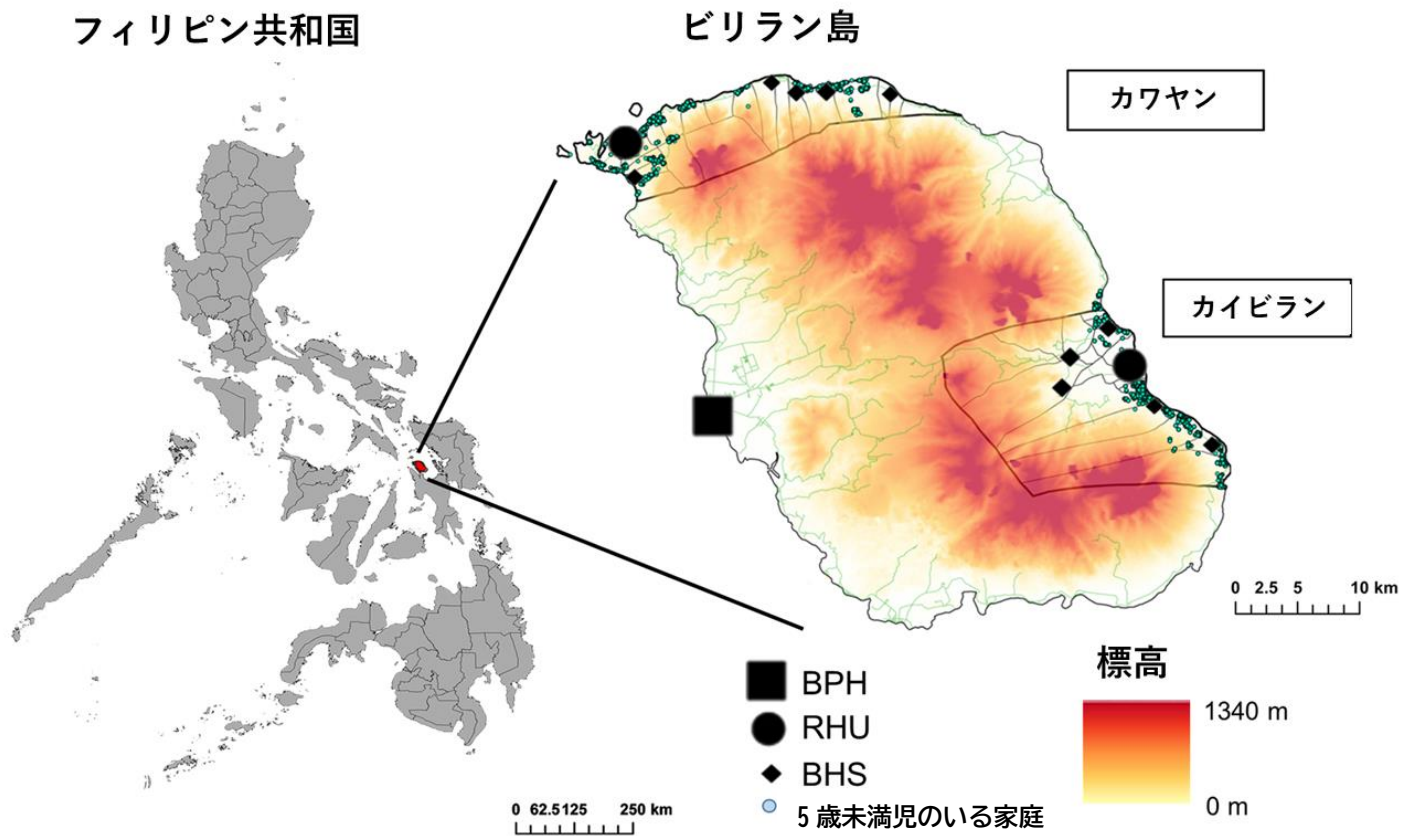 フィリピン共和国
ビリラン島
カワヤン
カイビラン
0 2.5 5 10 km
標高
1340 m
0 m
BPH
RHU
BHS
5歳未満児のいる家庭
0 62.5125 250 km